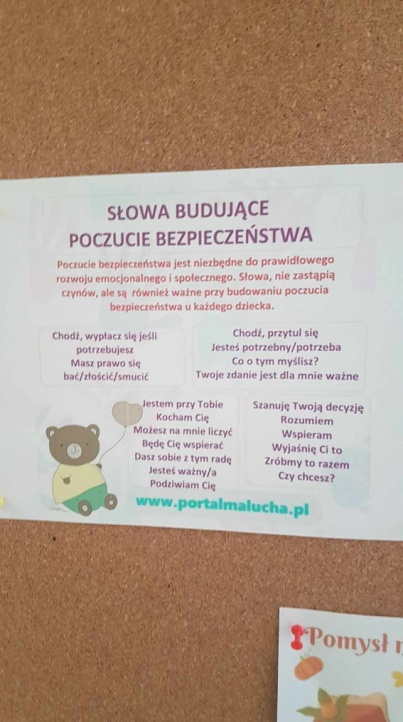 SŁOWA BUDUJĄCE
POCZUCIE BEZPIECZEŃSTWA
Poczucie bezpieczeństwa jest niezbędne do prawidłowego
rozwoju emocjonalnego i społecznego. Słowa, nie zastąpią
czynów, ale są również ważne przy budowaniu poczucia
bezpieczeństwa u każdego dziecka.
Chodź, wypłacz się jeśli
potrzebujesz
Masz prawo się
bać/złościć/smucić
Chodź, przytul się
Jesteś potrzebny/potrzeba
Co o tym myślisz?
Twoje zdanie jest dla mnie ważne
Jestem przy Tobie
Kocham Cię
Możesz na mnie liczyć
Będę Cię wspierać
Dasz sobie z tym radę
Jesteś ważny/a
Podziwiam Cię
Szanuję Twoją decyzję
Rozumiem
Wspieram
Wyjaśnię Ci to
Zróbmy to razem
Czy chcesz?
www.portalmalucha.pl
Pomysł